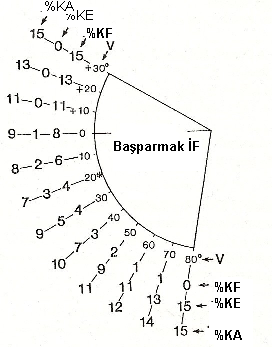 %KA
%KE
%KF
V
15-0-15 +30°
13-0-13 +20
11-0-11 +10
9-1-8-0
Başparmak İF
8-2-6 10
7-3-4 20°
9-5-4 30
10-7-3 40
11-9-2 50
12-11-1 60
14-13-1 70
80° V
0 %KF
15 %KE
15 %KA